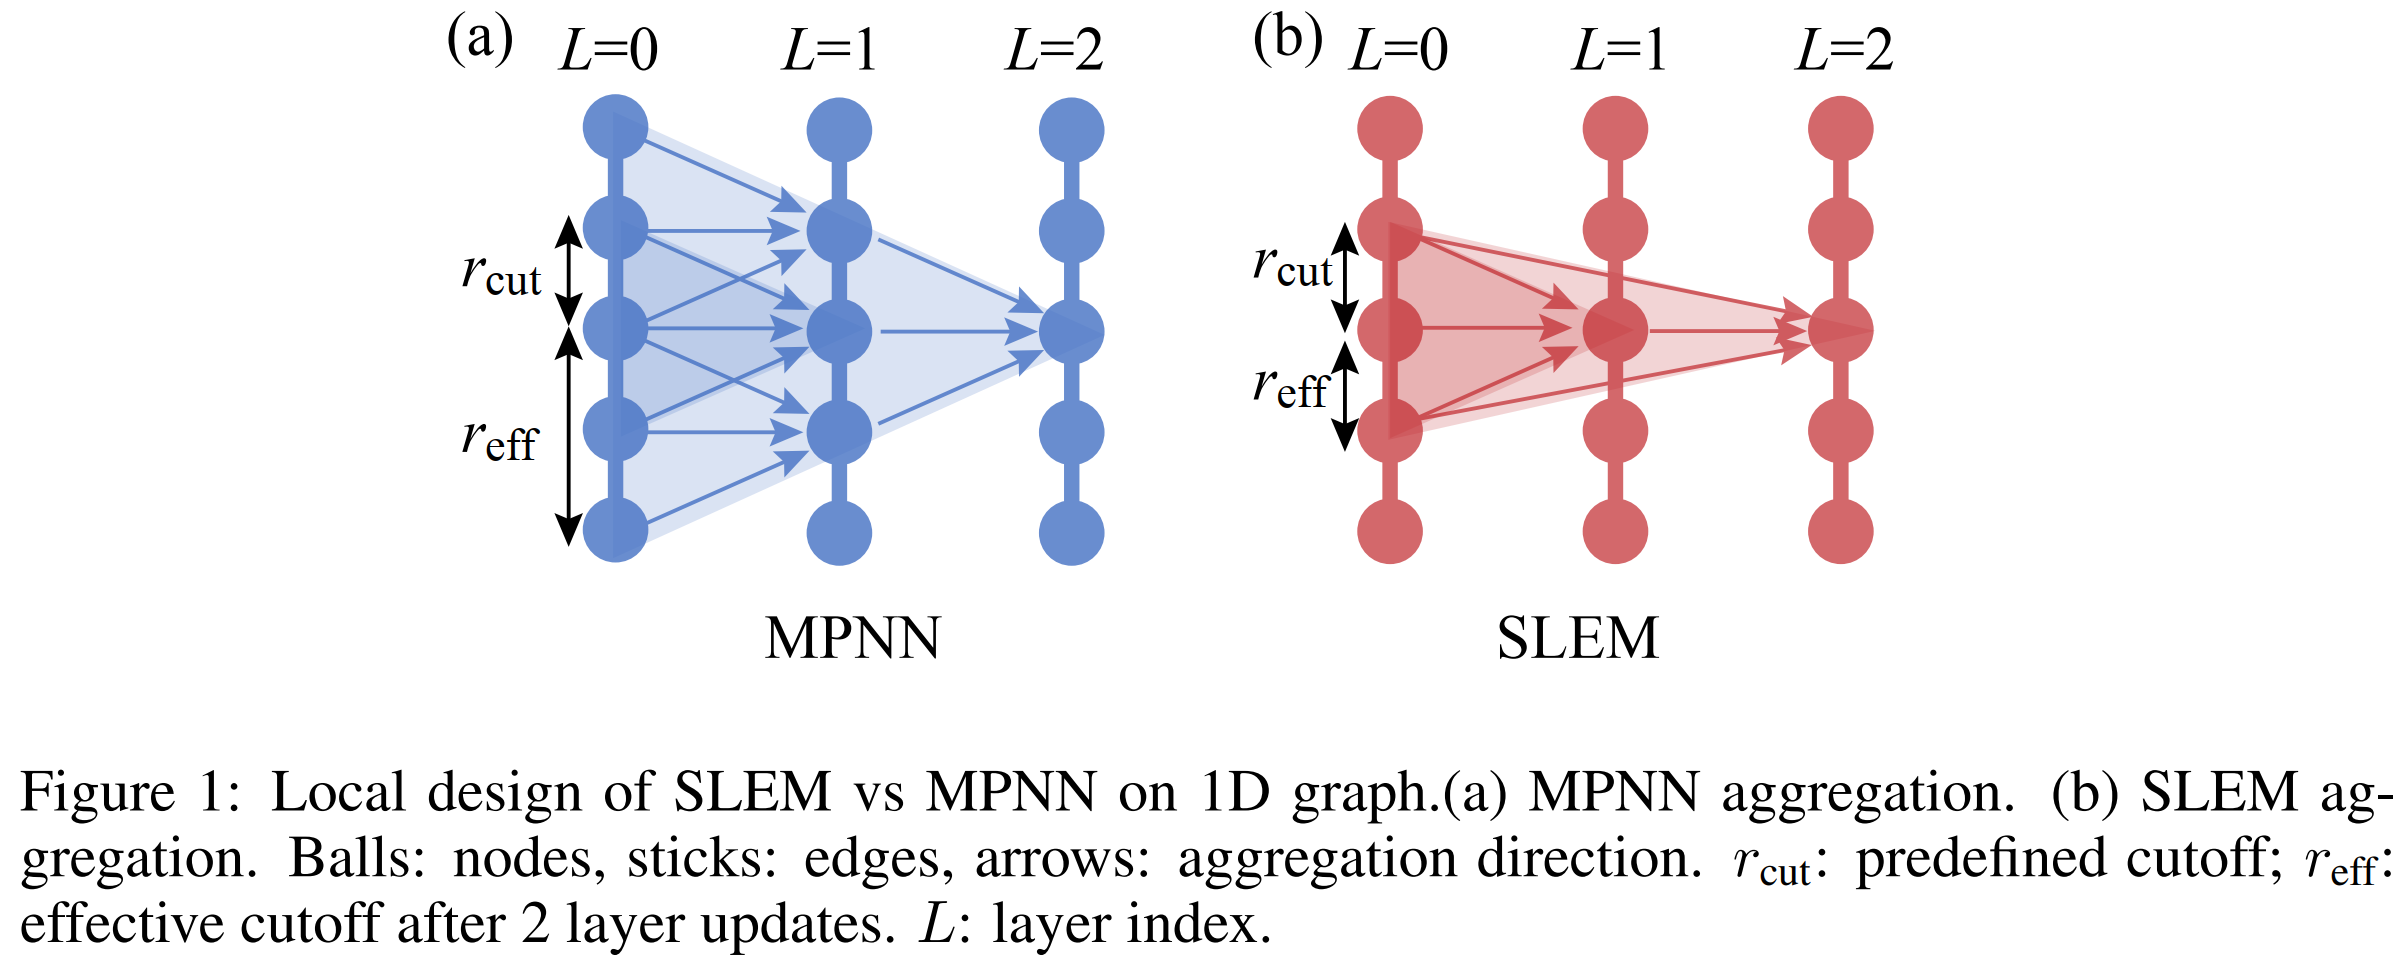 (a) L=0 L=1 L=2 (b) L=0 L=1 L=2
r_cut r_cut
r_eff r_eff
MPNN SLEM
Figure 1: Local design of SLEM vs MPNN on 1D graph.(a) MPNN aggregation. (b) SLEM ag-
gregation. Balls: nodes, sticks: edges, arrows: aggregation direction. r_cut: predefined cutoff; r_eff:
effective cutoff after 2 layer updates. L: layer index.